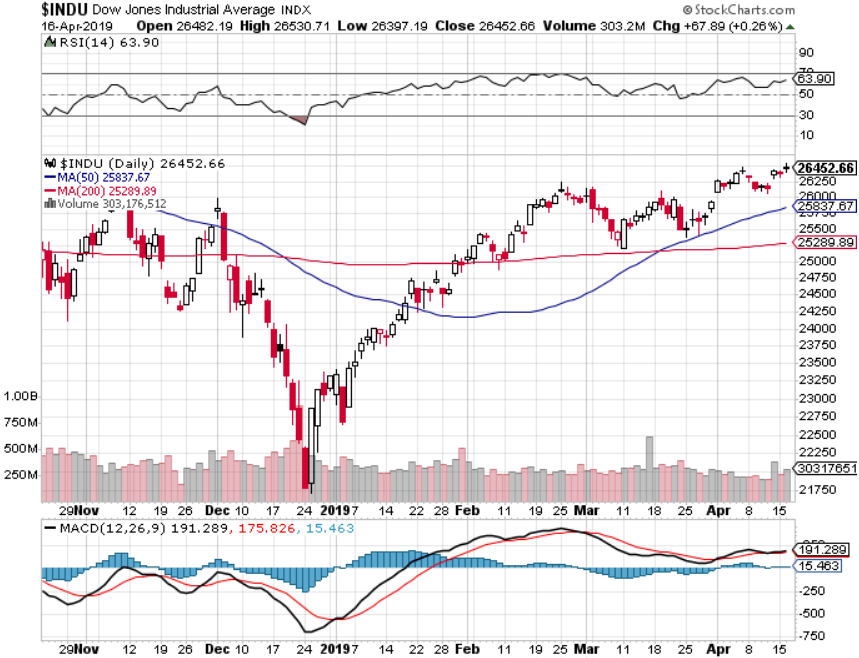 $INDU Dow Jones Industrial Average INDX
© StockCharts.com
16-Apr-2019 Open 26482.19 High 26530.71 Low 26397.19 Close 26452.66 Volume 303.2M Chg +67.89 (+0.26%)
RSI(14) 63.90
90
70
63.90
50
30
10
$INDU (Daily) 26452.66
MA(50) 25837.67
MA(200) 25289.89
Volume 303,176,512
26452.66
26250
26000
25837.67
25750
25500
25289.89
25000
24750
24500
24250
24000
23750
23500
23250
23000
22750
22500
22250
21750
1.00B
750M
500M
250M
303176512
29 Nov 12 19 26 Dec 10 17 24 2019 7 14 22 28 Feb 11 19 25 Mar 11 18 25 Apr 8 15
MACD(12,26,9) 191.289, 175.826, 15.463
191.289
15.463
-250
-500
-750
29 Nov 12 19 26 Dec 10 17 24 2019 7 14 22 28 Feb 11 19 25 Mar 11 18 25 Apr 8 15